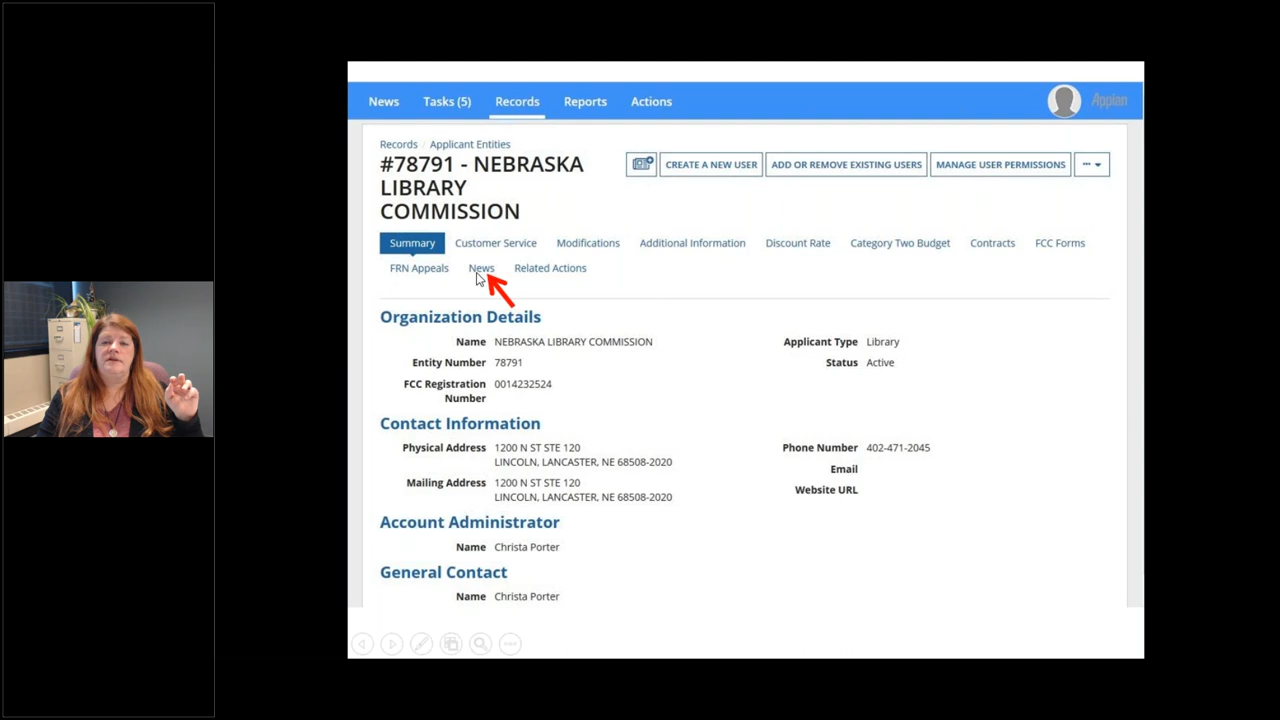 News Tasks (5) Records Reports Actions Appian
Records / Applicant Entities
#78791 - NEBRASKA
LIBRARY
COMMISSION
CREATE A NEW USER ADD OR REMOVE EXISTING USERS MANAGE USER PERMISSIONS
Summary Customer Service Modifications Additional Information Discount Rate Category Two Budget Contracts FCC Forms
FRN Appeals News Related Actions
Organization Details
Name NEBRASKA LIBRARY COMMISSION Applicant Type Library
Entity Number 78791 Status Active
FCC Registration 0014232524
Number
Contact Information
Physical Address 1200 N ST STE 120 Phone Number 402-471-2045
LINCOLN, LANCASTER, NE 68508-2020
Email
Mailing Address 1200 N ST STE 120 Website URL
LINCOLN, LANCASTER, NE 68508-2020
Account Administrator
Name Christa Porter
General Contact
Name Christa Porter